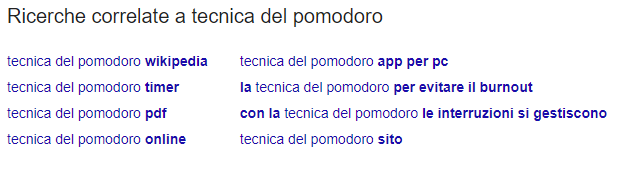 Ricerche correlate a tecnica del pomodoro
tecnica del pomodoro wikipedia
tecnica del pomodoro timer
tecnica del pomodoro pdf
tecnica del pomodoro online
tecnica del pomodoro app per pc
la tecnica del pomodoro per evitare il burnout
con la tecnica del pomodoro le interruzioni si gestiscono
tecnica del pomodoro sito